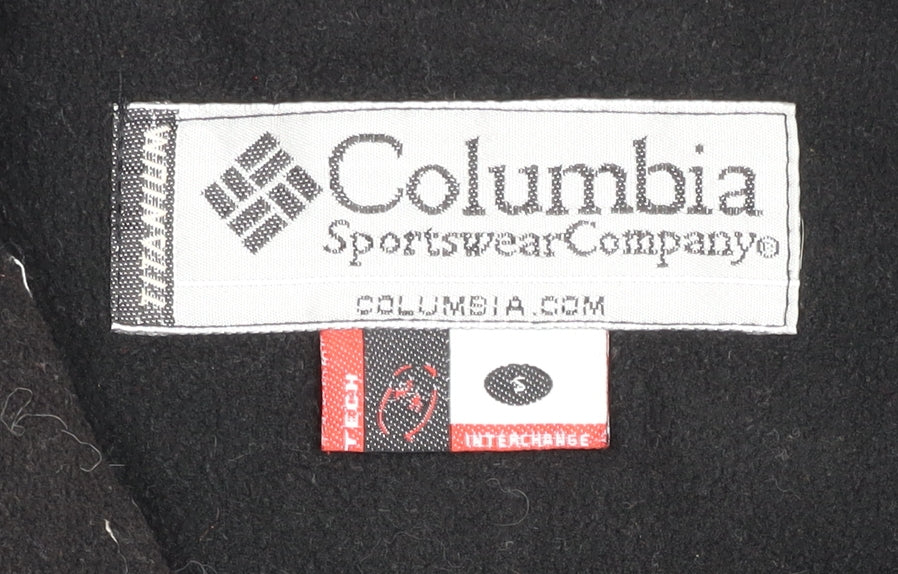 TITANIUM
Columbia
SportswearCompany®
COLUMBIA.COM
TECH
S
INTERCHANGE